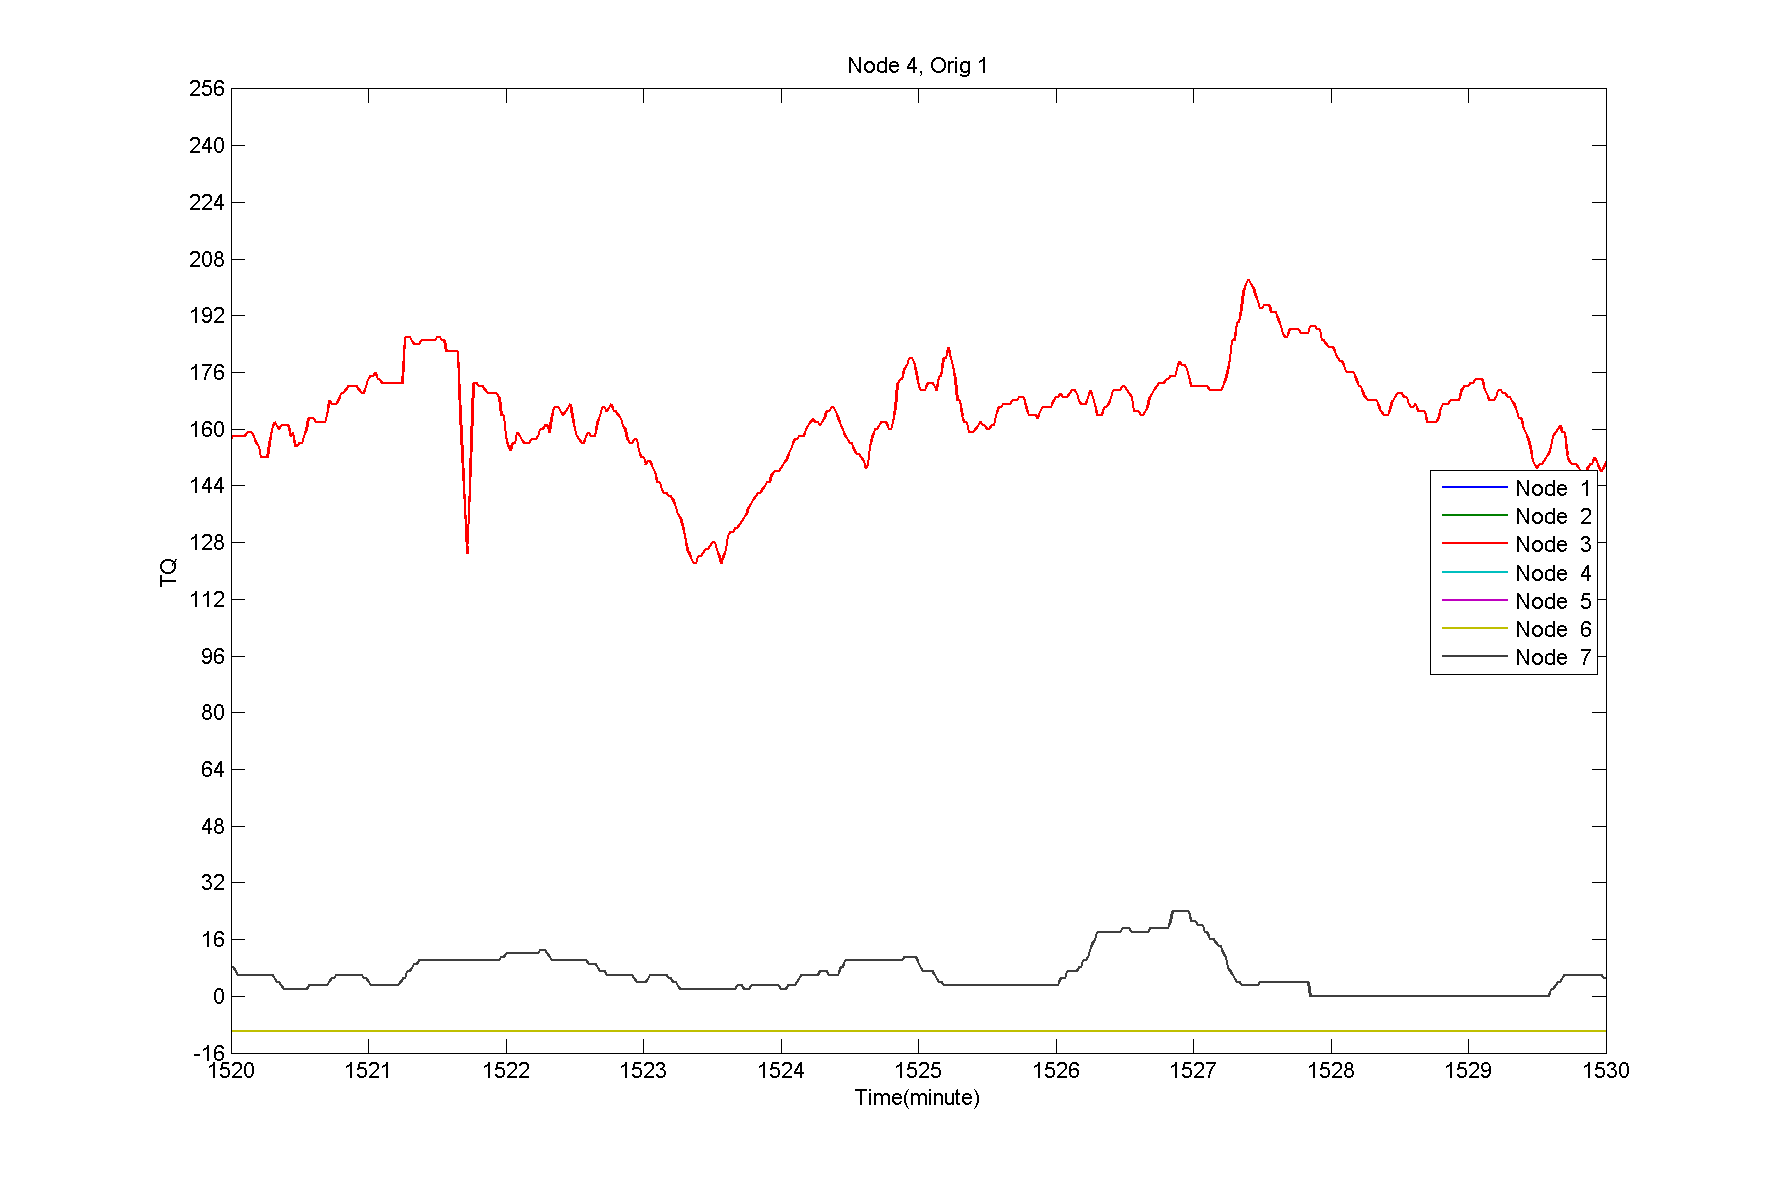 Node 4, Orig 1
256
240
224
208
192
176
160
144
128
112
96
80
64
48
32
16
0
-16
TQ
Node 1
Node 2
Node 3
Node 4
Node 5
Node 6
Node 7
1520 1521 1522 1523 1524 1525 1526 1527 1528 1529 1530
Time(minute)